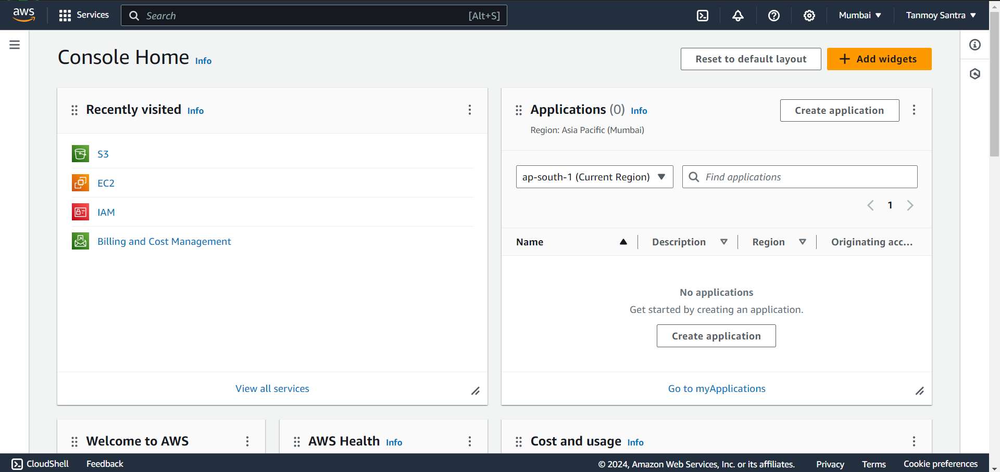 aws Services Search [Alt+S] Mumbai Tanmoy Santra
Console Home Info Reset to default layout Add widgets
Recently visited Info
S3
EC2
IAM
Billing and Cost Management
View all services
Applications (0) Info Create application
Region: Asia Pacific (Mumbai)
ap-south-1 (Current Region) Find applications
1
Name Description Region Originating acc...
No applications
Get started by creating an application.
Create application
Go to myApplications
Welcome to AWS
AWS Health Info
Cost and usage Info
CloudShell Feedback © 2024, Amazon Web Services, Inc. or its affiliates. Privacy Terms Cookie preferences